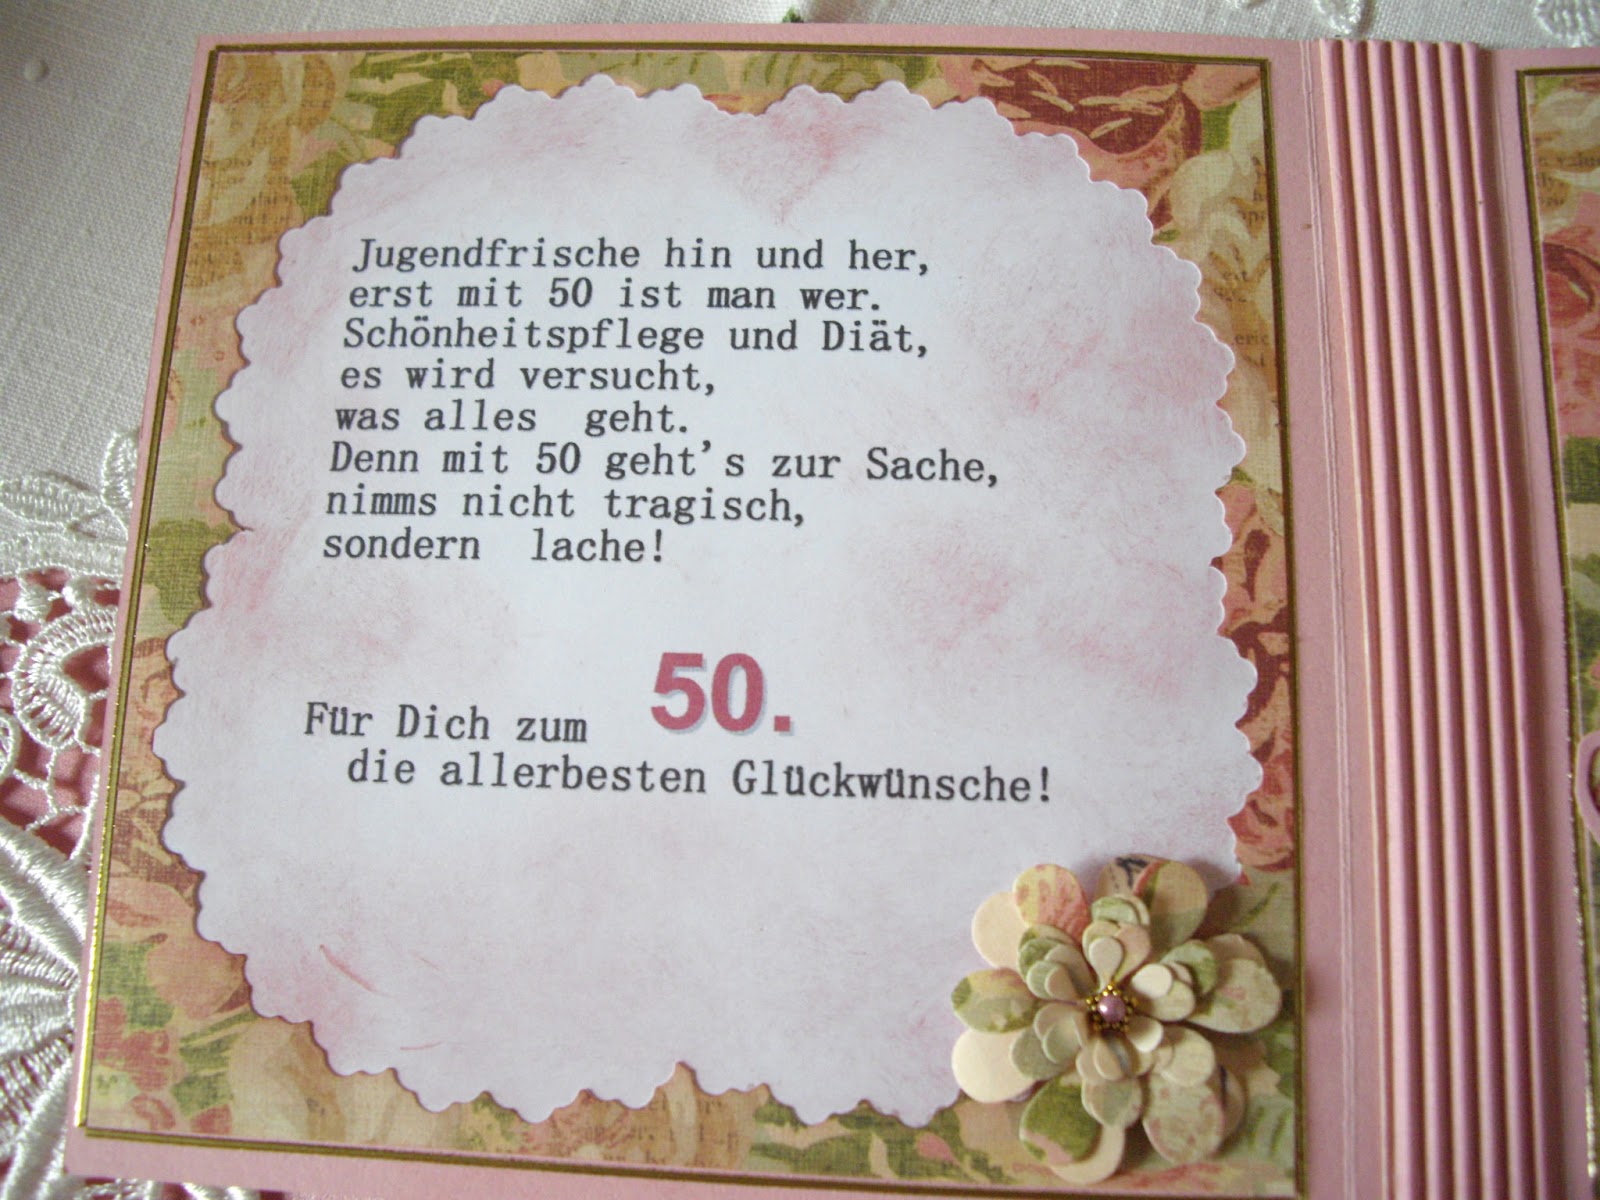 Jugendfrische hin und her,
erst mit 50 ist man wer.
Schönheitspflege und Diät,
es wird versucht,
was alles geht.
Denn mit 50 geht's zur Sache,
nimms nicht tragisch,
sondern lache!
Für Dich zum 50.
die allerbesten Glückwünsche!